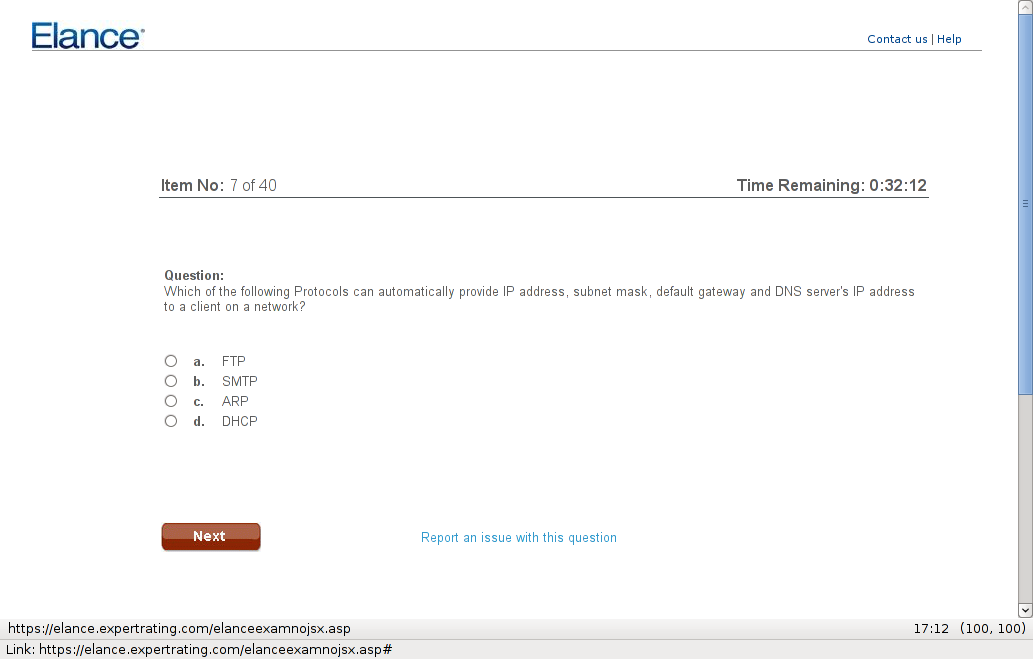 Elance®
Contact us | Help
Item No: 7 of 40
Time Remaining: 0:32:12
Question:
Which of the following Protocols can automatically provide IP address, subnet mask, default gateway and DNS server's IP address
to a client on a network?
a. FTP
b. SMTP
c. ARP
d. DHCP
Next
Report an issue with this question
https://elance.expertrating.com/elanceexamnojsx.asp
17:12 (100, 100)
Link: https://elance.expertrating.com/elanceexamnojsx.asp#